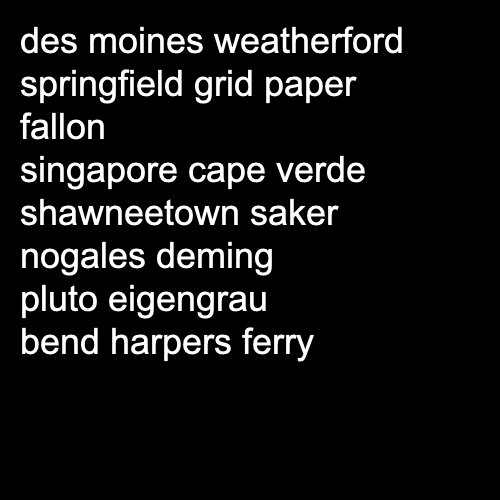 des moines weatherford
springfield grid paper
fallon
singapore cape verde
shawneetown saker
nogales deming
pluto eigengrau
bend harpers ferry